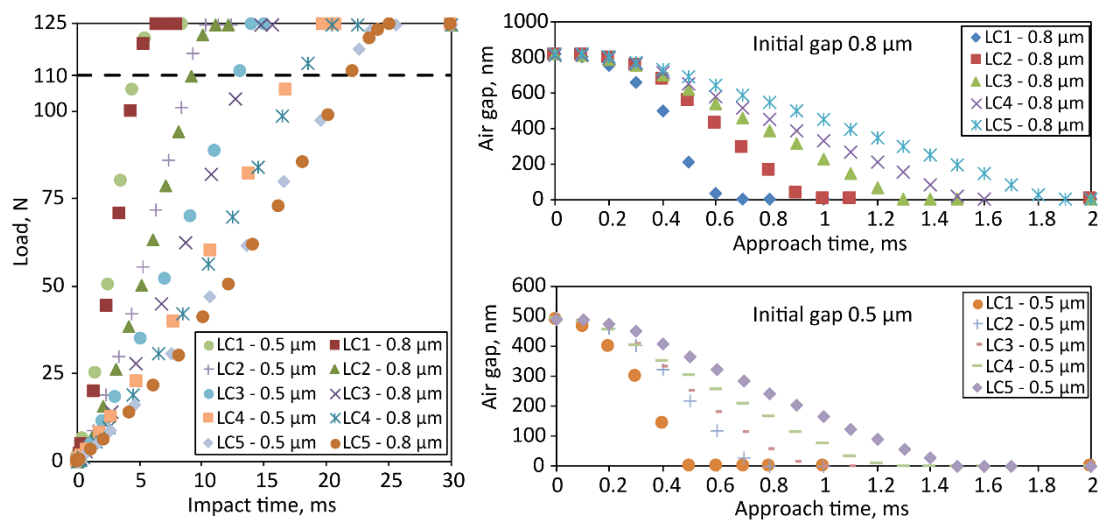 125
110
100
75
50
25
0
Load, N
0 5 10 15 20 25 30
Impact time, ms
LC1 - 0.5 μm LC1 - 0.8 μm
LC2 - 0.5 μm LC2 - 0.8 μm
LC3 - 0.5 μm LC3 - 0.8 μm
LC4 - 0.5 μm LC4 - 0.8 μm
LC5 - 0.5 μm LC5 - 0.8 μm
1000
800
600
400
200
0
Air gap, nm
Initial gap 0.8 μm
LC1 - 0.8 μm
LC2 - 0.8 μm
LC3 - 0.8 μm
LC4 - 0.8 μm
LC5 - 0.8 μm
0 0.2 0.4 0.6 0.8 1 1.2 1.4 1.6 1.8 2
Approach time, ms
600
500
400
300
200
100
0
Air gap, nm
Initial gap 0.5 μm
LC1 - 0.5 μm
LC2 - 0.5 μm
LC3 - 0.5 μm
LC4 - 0.5 μm
LC5 - 0.5 μm
0 0.2 0.4 0.6 0.8 1 1.2 1.4 1.6 1.8 2
Approach time, ms